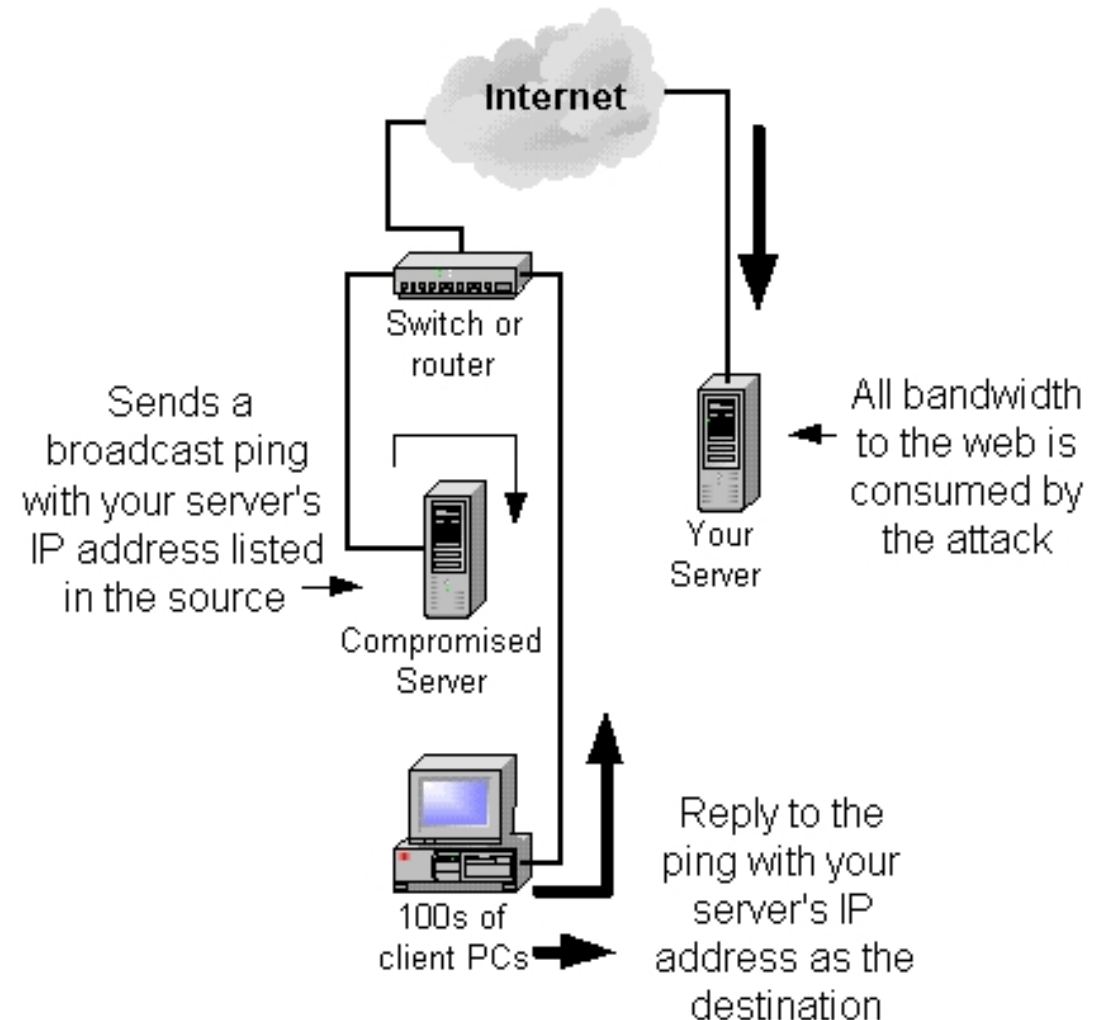 Internet
Switch or
router
Sends a
broadcast ping
with your server's
IP address listed
in the source
Compromised
Server
Your
Server
All bandwidth
to the web is
consumed by
the attack
100s of
client PCs
Reply to the
ping with your
server's IP
address as the
destination